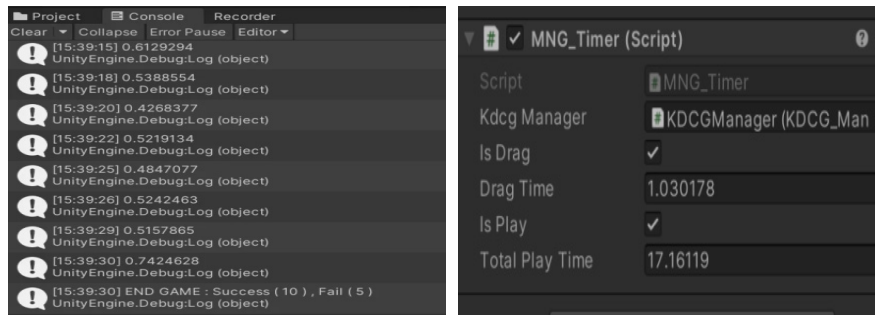 Project Console Recorder
Clear Collapse Error Pause Editor
[15:39:15] 0.6129294
UnityEngine.Debug:Log (object)
[15:39:18] 0.5388554
UnityEngine.Debug:Log (object)
[15:39:20] 0.4268377
UnityEngine.Debug:Log (object)
[15:39:22] 0.5219134
UnityEngine.Debug:Log (object)
[15:39:25] 0.4847077
UnityEngine.Debug:Log (object)
[15:39:26] 0.5242463
UnityEngine.Debug:Log (object)
[15:39:29] 0.5157865
UnityEngine.Debug:Log (object)
[15:39:30] 0.7424628
UnityEngine.Debug:Log (object)
[15:39:30] END GAME : Success ( 10 ) , Fail ( 5 )
UnityEngine.Debug:Log (object)
# MNG_Timer (Script)
Script # MNG_Timer
Kdcg Manager # KDCGManager (KDCG_Man
Is Drag
Drag Time 1.030178
Is Play
Total Play Time 17.16119